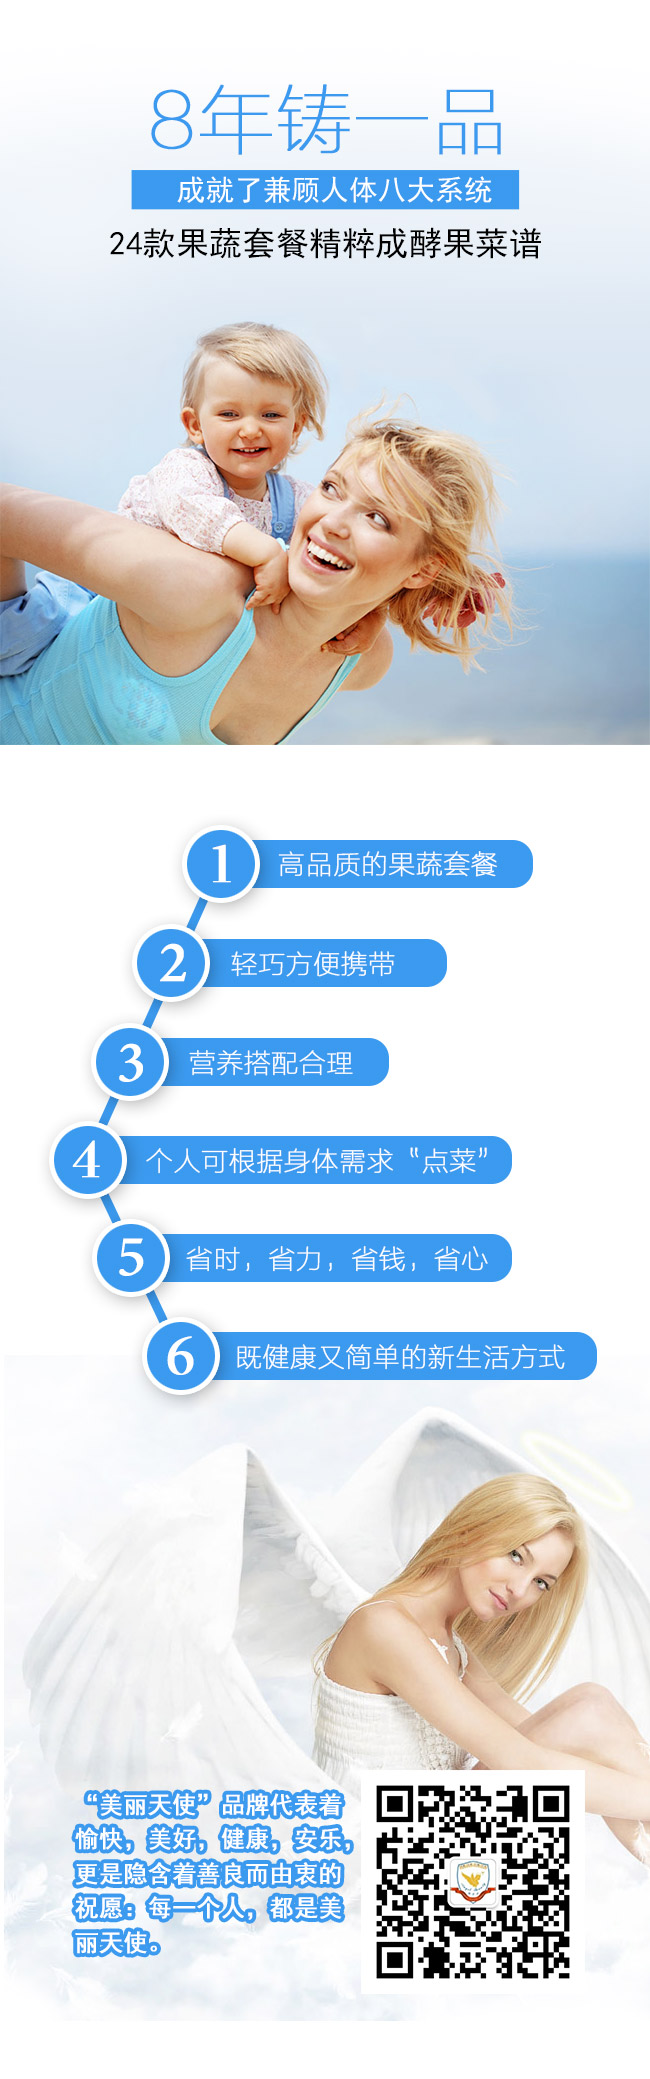 8年铸一品
成就了兼顾人体八大系统
24款果蔬套餐精粹成酵果菜谱
1 高品质的果蔬套餐
2 轻巧方便携带
3 营养搭配合理
4 个人可根据身体需求“点菜”
5 省时，省力，省钱，省心
6 既健康又简单的新生活方式
“美丽天使”品牌代表着
愉快，美好，健康，安乐，
更是隐含着善良而由衷的
祝愿：每一个人，都是美
丽天使。